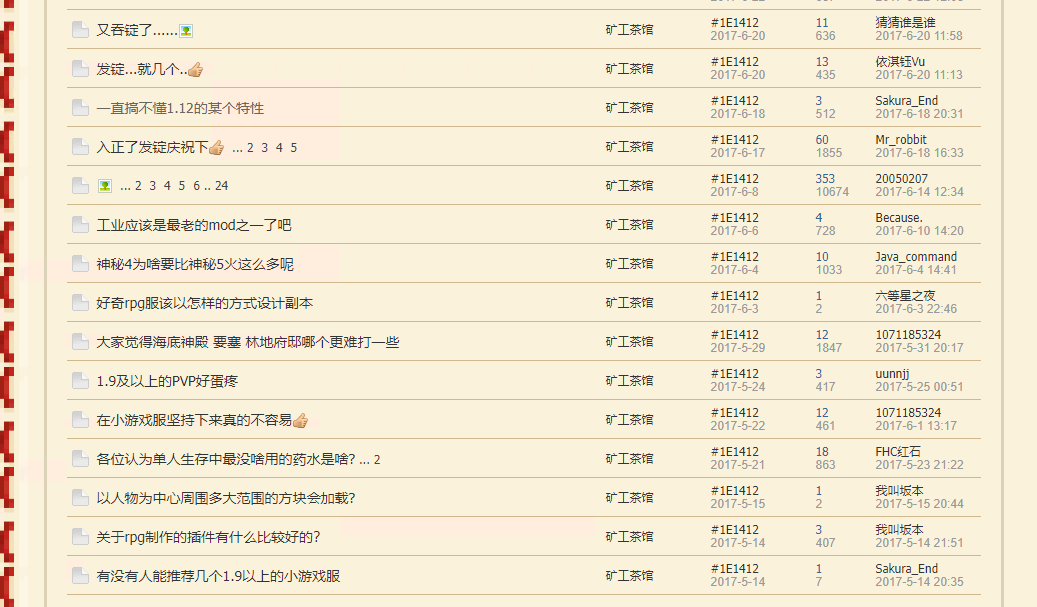 又吞锭了...... 矿工茶馆 #1E1412 11 猜猜谁是谁
2017-6-20 636 2017-6-20 11:58
发锭...就几个.. 矿工茶馆 #1E1412 13 依淇钰Vu
2017-6-20 435 2017-6-20 11:13
一直搞不懂1.12的某个特性 矿工茶馆 #1E1412 3 Sakura_End
2017-6-18 512 2017-6-18 20:31
入正了发锭庆祝下 ... 2 3 4 5 矿工茶馆 #1E1412 60 Mr_robbit
2017-6-17 1855 2017-6-18 16:33
... 2 3 4 5 6 .. 24 矿工茶馆 #1E1412 353 20050207
2017-6-8 10674 2017-6-14 12:34
工业应该是最老的mod之一了吧 矿工茶馆 #1E1412 4 Because.
2017-6-6 728 2017-6-10 14:20
神秘4为啥要比神秘5火这么多呢 矿工茶馆 #1E1412 10 Java_command
2017-6-4 1033 2017-6-4 14:41
好奇rpg服该以怎样的方式设计副本 矿工茶馆 #1E1412 1 六等星之夜
2017-6-3 2 2017-6-3 22:46
大家觉得海底神殿 要塞 林地府邸哪个更难打一些 矿工茶馆 #1E1412 12 1071185324
2017-5-29 1847 2017-5-31 20:17
1.9及以上的PVP好蛋疼 矿工茶馆 #1E1412 3 uunnjj
2017-5-24 417 2017-5-25 00:51
在小游戏服坚持下来真的不容易 矿工茶馆 #1E1412 12 1071185324
2017-5-22 461 2017-6-1 13:17
各位认为单人生存中最没啥用的药水是啥? ... 2 矿工茶馆 #1E1412 18 FHC红石
2017-5-21 863 2017-5-23 21:22
以人物为中心周围多大范围的方块会加载? 矿工茶馆 #1E1412 1 我叫坂本
2017-5-15 2 2017-5-15 20:44
关于rpg制作的插件有什么比较好的? 矿工茶馆 #1E1412 3 我叫坂本
2017-5-14 407 2017-5-14 21:51
有没有人能推荐几个1.9以上的小游戏服 矿工茶馆 #1E1412 1 Sakura_End
2017-5-14 7 2017-5-14 20:35